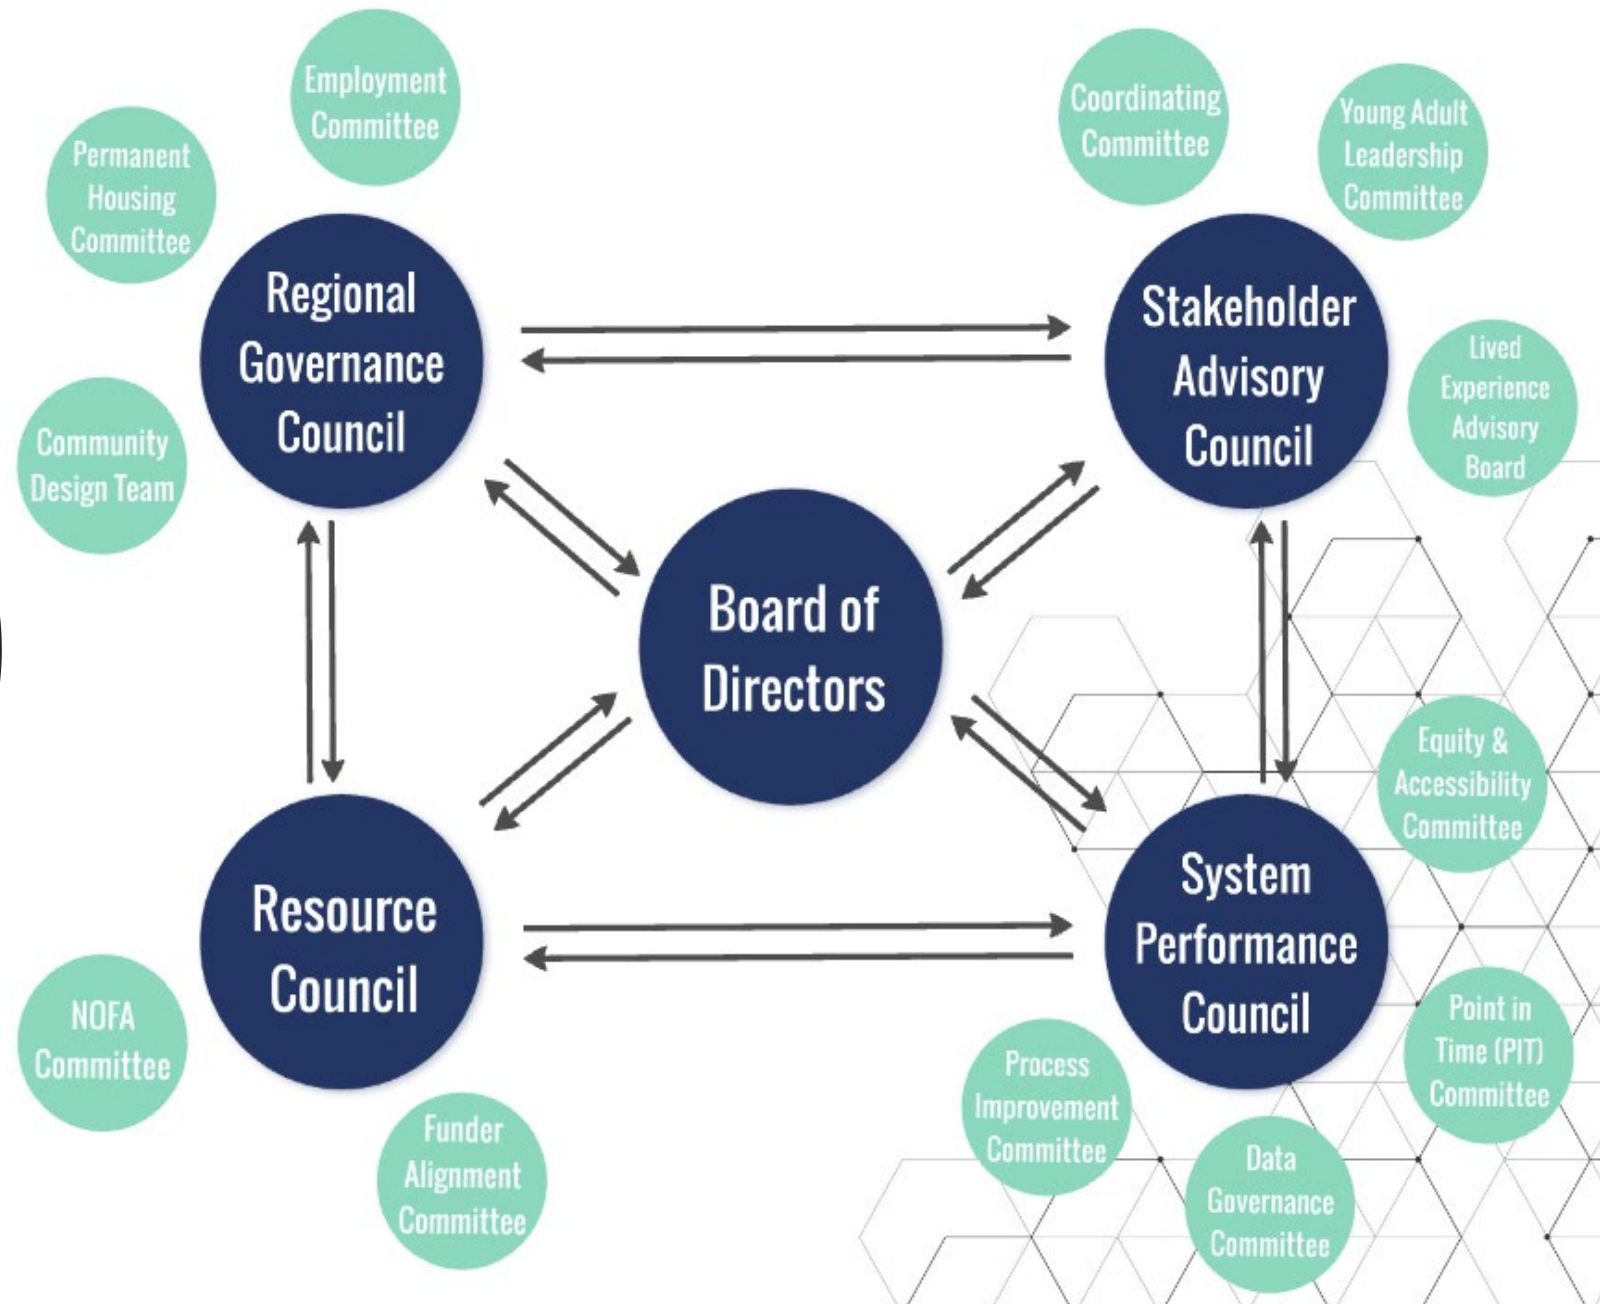 Employment
Committee
Permanent
Housing
Committee
Regional
Governance
Council
Community
Design Team
Coordinating
Committee
Young Adult
Leadership
Committee
Stakeholder
Advisory
Council
Lived
Experience
Advisory
Board
Board of
Directors
Resource
Council
NOFA
Committee
Funder
Alignment
Committee
Equity &
Accessibility
Committee
System
Performance
Council
Point in
Time (PIT)
Committee
Process
Improvement
Committee
Data
Governance
Committee